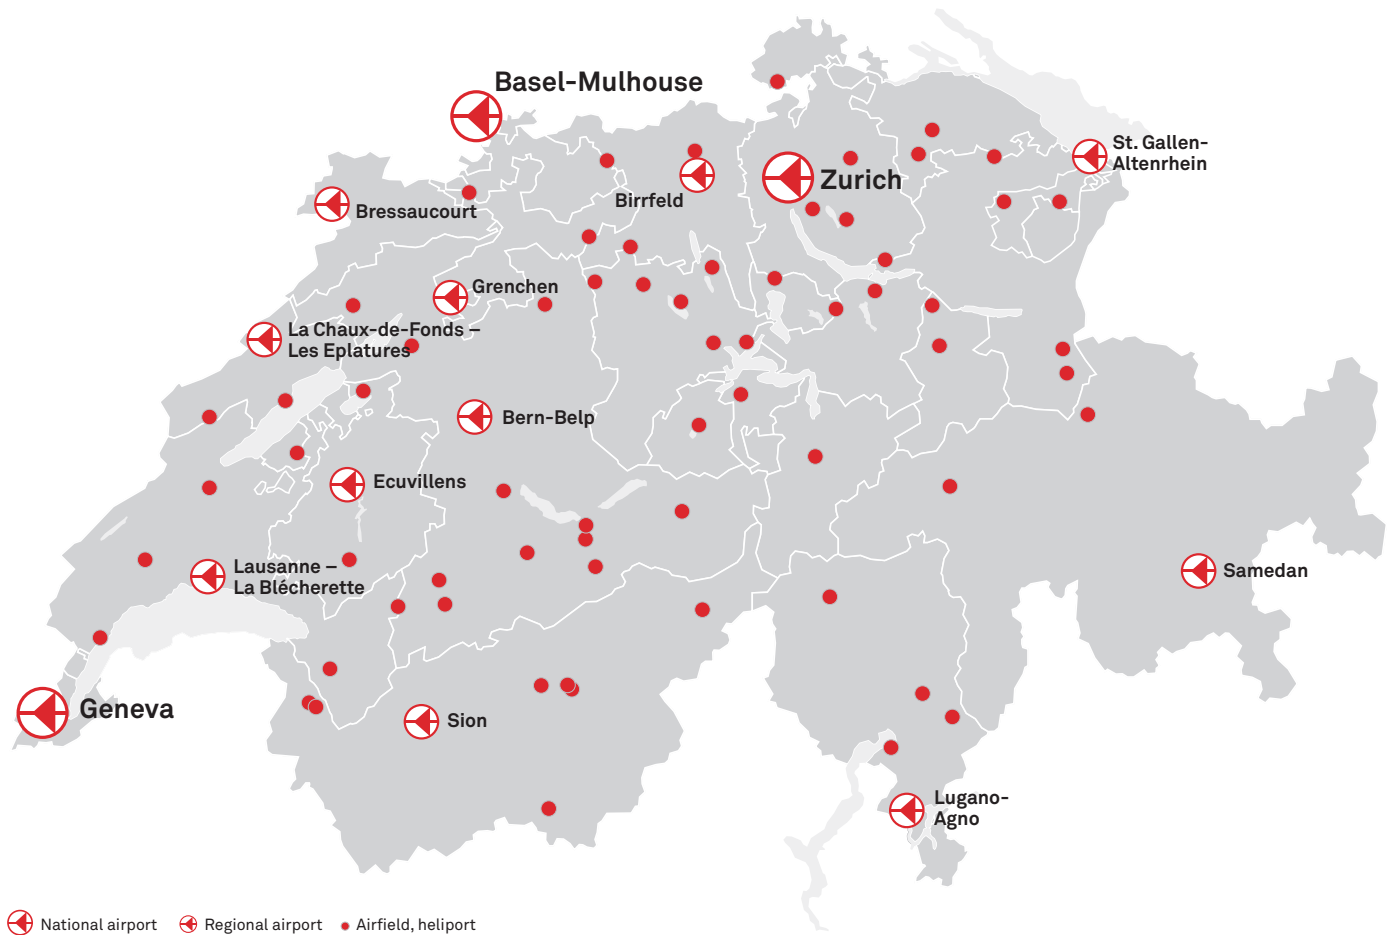 Basel-Mulhouse
St. Gallen-
Altenrhein
Zurich
Birrfeld
Bressaucourt
Grenchen
La Chaux-de-Fonds –
Les Eplatures
Bern-Belp
Ecuvillens
Lausanne –
La Blécherette
Samedan
Geneva
Sion
Lugano-
Agno
National airport
Regional airport
Airfield, heliport